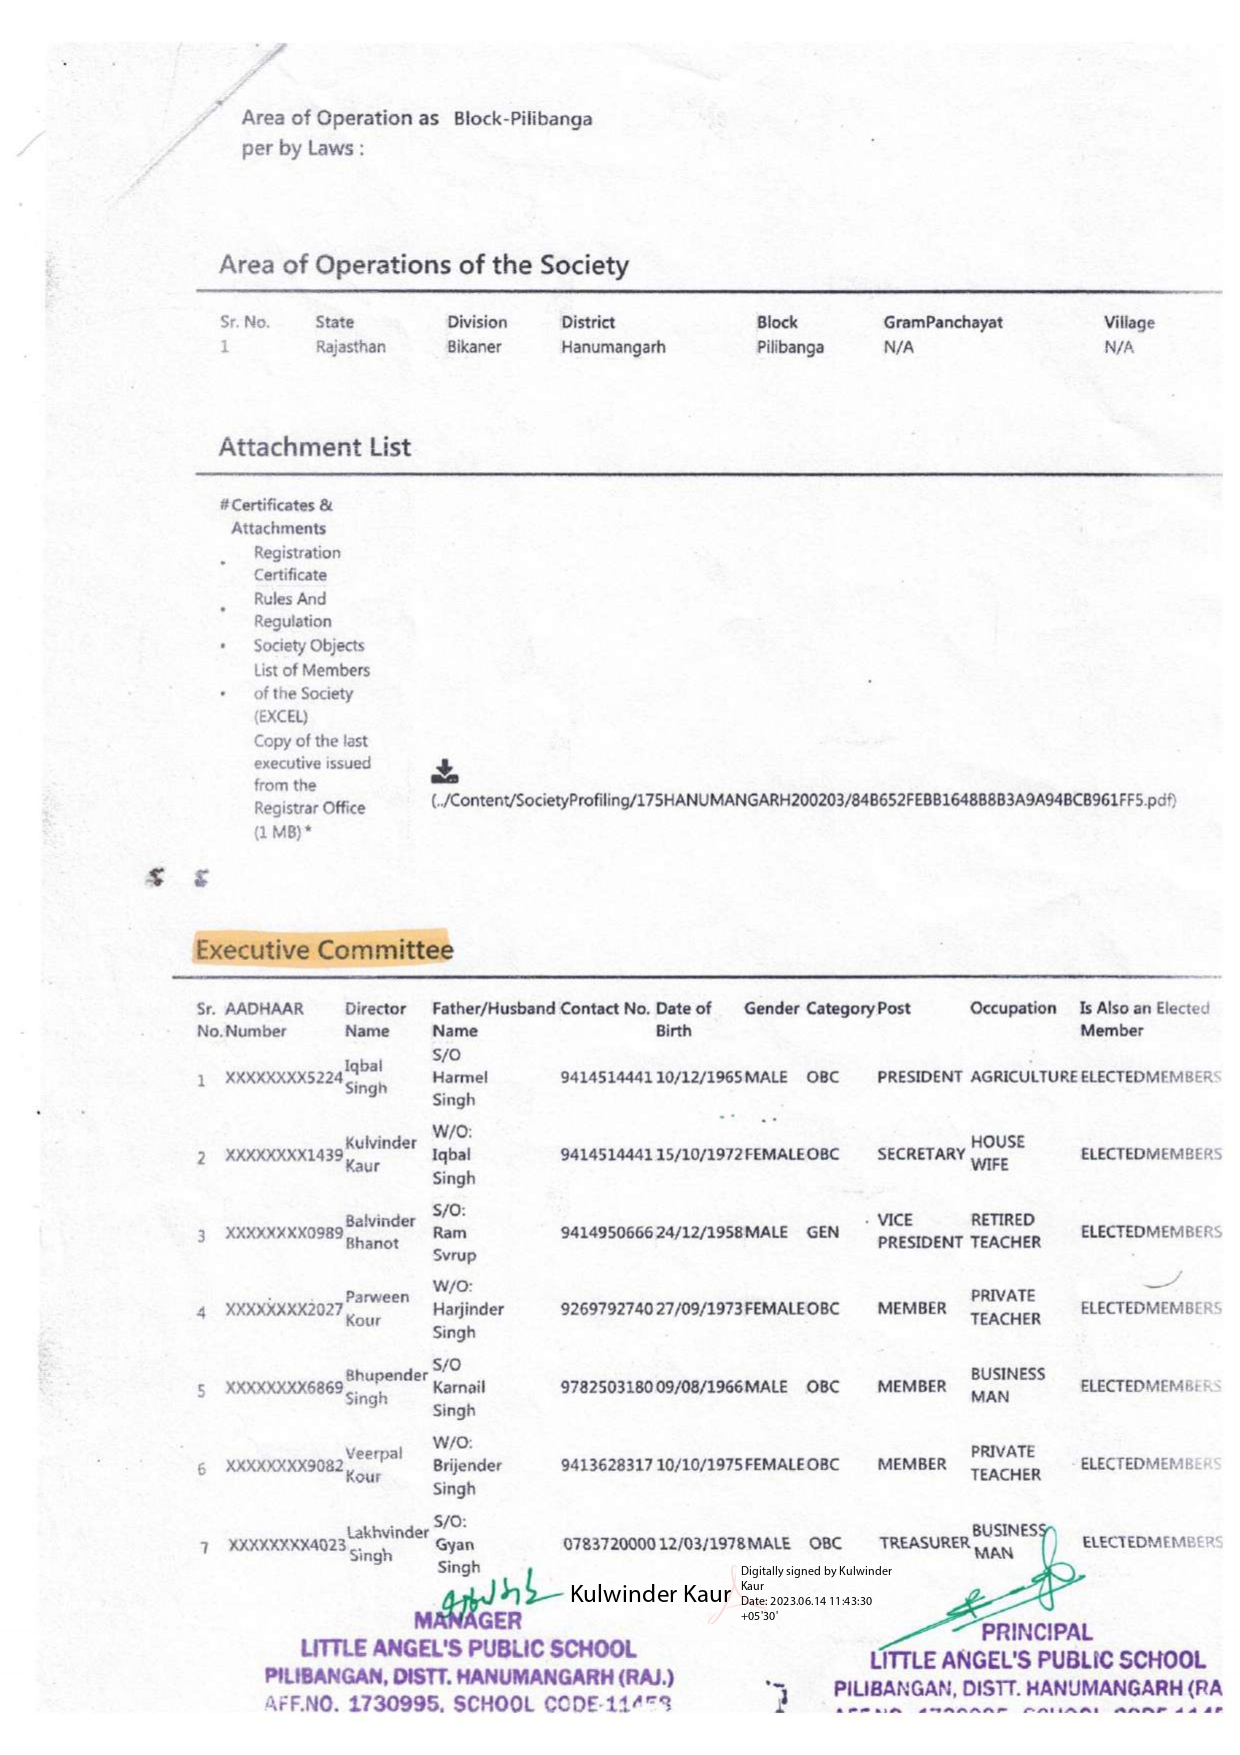 Area of Operation as Block-Pilibanga
per by Laws :
Area of Operations of the Society
Sr. No. State Division District Block GramPanchayat Village
1 Rajasthan Bikaner Hanumangarh Pilibanga N/A N/A
Attachment List
# Certificates &
Attachments
Registration
Certificate
Rules And
Regulation
Society Objects
List of Members
of the Society
(EXCEL)
Copy of the last
executive issued
from the
Registrar Office
(1 MB) *
(../Content/SocietyProfiling/175HANUMANGARH200203/84B652FEBB1648B8B3A9A94BCB961FF5.pdf)
Executive Committee
Sr. AADHAAR Director Father/Husband Contact No. Date of Gender Category Post Occupation Is Also an Elected
No. Number Name Name Birth Member
1 XXXXXXXX5224 Iqbal Singh S/O Harmel Singh 9414514441 10/12/1965 MALE OBC PRESIDENT AGRICULTURE ELECTEDMEMBERS
2 XXXXXXXX1439 Kulvinder Kaur W/O: Iqbal Singh 9414514441 15/10/1972 FEMALE OBC SECRETARY HOUSE WIFE ELECTEDMEMBERS
3 XXXXXXXX0989 Balvinder Bhanot S/O: Ram Svrup 9414950666 24/12/1958 MALE GEN VICE PRESIDENT RETIRED TEACHER ELECTEDMEMBERS
4 XXXXXXXX2027 Parween Kour W/O: Harjinder Singh 9269792740 27/09/1973 FEMALE OBC MEMBER PRIVATE TEACHER ELECTEDMEMBERS
5 XXXXXXXX6869 Bhupender Singh S/O Karnail Singh 9782503180 09/08/1966 MALE OBC MEMBER BUSINESS MAN ELECTEDMEMBERS
6 XXXXXXXX9082 Veerpal Kour W/O: Brijender Singh 9413628317 10/10/1975 FEMALE OBC MEMBER PRIVATE TEACHER ELECTEDMEMBERS
7 XXXXXXXX4023 Lakhvinder Singh S/O: Gyan Singh 0783720000 12/03/1978 MALE OBC TREASURER BUSINESS MAN ELECTEDMEMBERS
Kulwinder Kaur
Digitally signed by Kulwinder
Kaur
Date: 2023.06.14 11:43:30
+05'30'
MANAGER
LITTLE ANGEL'S PUBLIC SCHOOL
PILIBANGAN, DISTT. HANUMANGARH (RAJ.)
AFF.NO. 1730995, SCHOOL CODE-11458
PRINCIPAL
LITTLE ANGEL'S PUBLIC SCHOOL
PILIBANGAN, DISTT. HANUMANGARH (RA